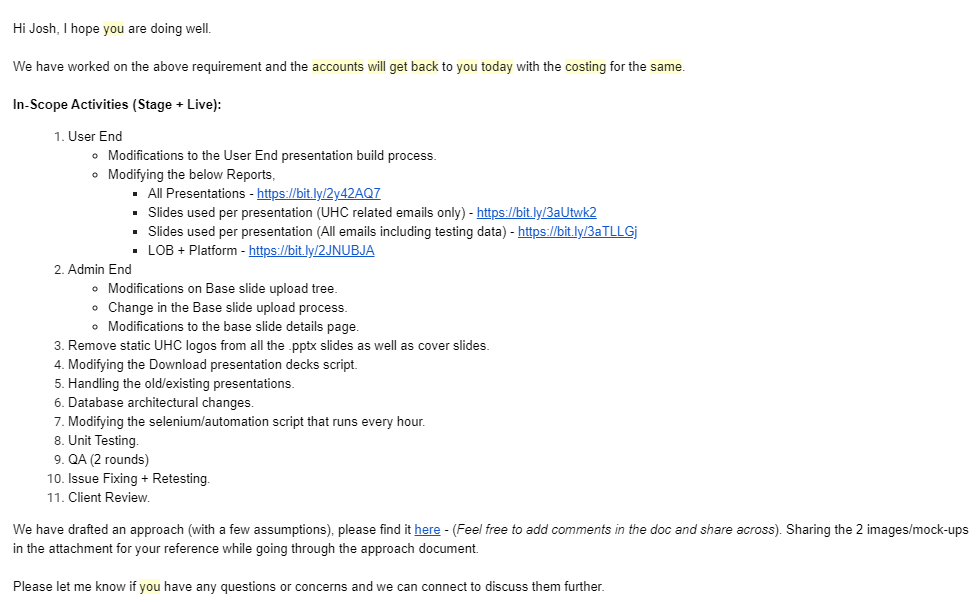 Hi Josh, I hope you are doing well.
We have worked on the above requirement and the accounts will get back to you today with the costing for the same.
In-Scope Activities (Stage + Live):
1. User End
Modifications to the User End presentation build process.
Modifying the below Reports,
All Presentations - https://bit.ly/2y42AQ7
Slides used per presentation (UHC related emails only) - https://bit.ly/3aUtwk2
Slides used per presentation (All emails including testing data) - https://bit.ly/3aTLLGj
LOB + Platform - https://bit.ly/2JNUBJA
2. Admin End
Modifications on Base slide upload tree.
Change in the Base slide upload process.
Modifications to the base slide details page.
3. Remove static UHC logos from all the .pptx slides as well as cover slides.
4. Modifying the Download presentation decks script.
5. Handling the old/existing presentations.
6. Database architectural changes.
7. Modifying the selenium/automation script that runs every hour.
8. Unit Testing.
9. QA (2 rounds)
10. Issue Fixing + Retesting.
11. Client Review.
We have drafted an approach (with a few assumptions), please find it here - (Feel free to add comments in the doc and share across). Sharing the 2 images/mock-ups
in the attachment for your reference while going through the approach document.
Please let me know if you have any questions or concerns and we can connect to discuss them further.